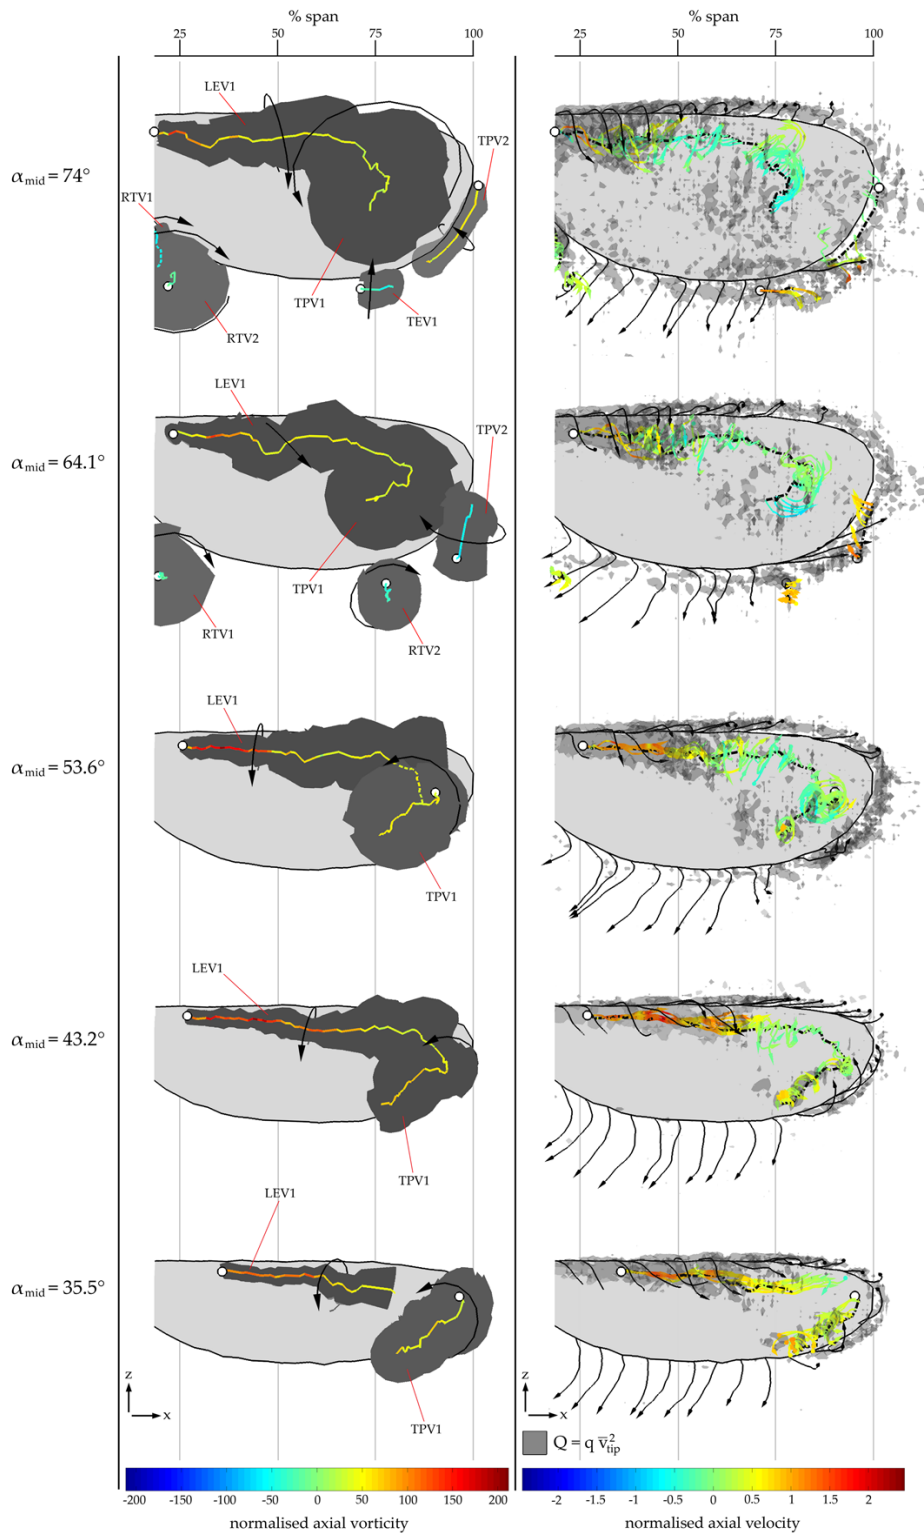 % span
% span
25 50 75 100
25 50 75 100
α_mid = 74°
LEV1
TPV2
RTV1
TPV1
TEV1
RTV2
α_mid = 64.1°
LEV1
TPV2
TPV1
RTV1
RTV2
α_mid = 53.6°
LEV1
TPV1
α_mid = 43.2°
LEV1
TPV1
α_mid = 35.5°
LEV1
TPV1
z
x
z
x
Q = q v̅²_tip
-200 -150 -100 -50 0 50 100 150 200
-2 -1.5 -1 -0.5 0 0.5 1 1.5 2
normalised axial vorticity
normalised axial velocity